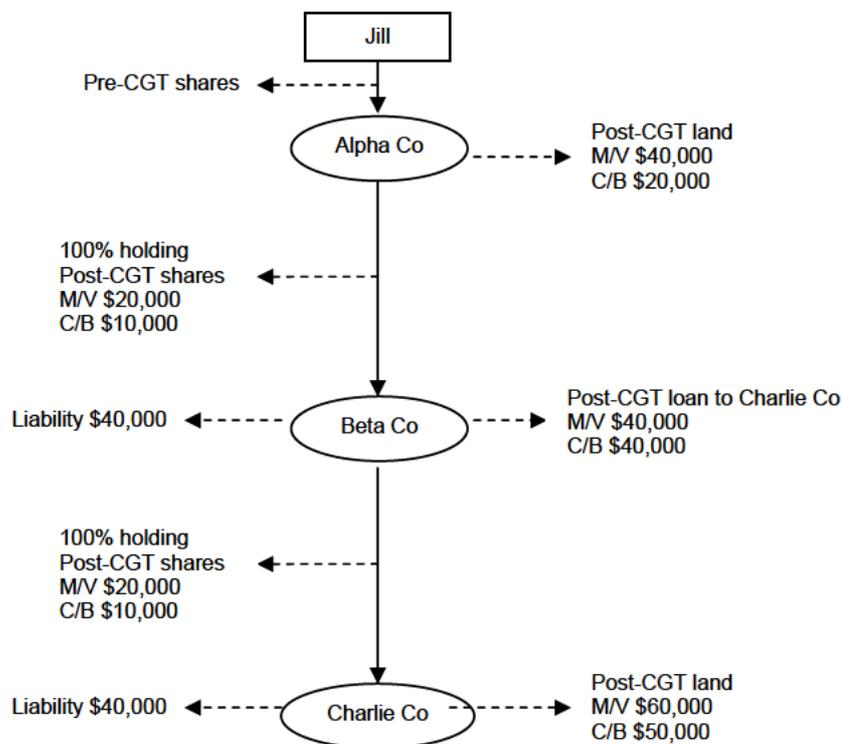 Jill
Pre-CGT shares
Alpha Co
Post-CGT land
M/V $40,000
C/B $20,000
100% holding
Post-CGT shares
M/V $20,000
C/B $10,000
Liability $40,000
Beta Co
Post-CGT loan to Charlie Co
M/V $40,000
C/B $40,000
100% holding
Post-CGT shares
M/V $20,000
C/B $10,000
Liability $40,000
Charlie Co
Post-CGT land
M/V $60,000
C/B $50,000